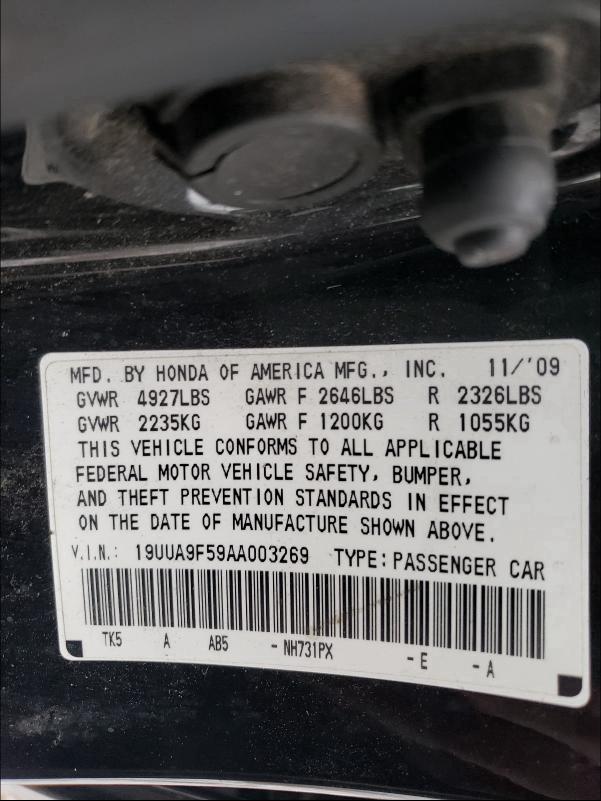 MFD. BY HONDA OF AMERICA MFG., INC. 11/'09
GVWR 4927LBS GAWR F 2646LBS R 2326LBS
GVWR 2235KG GAWR F 1200KG R 1055KG
THIS VEHICLE CONFORMS TO ALL APPLICABLE
FEDERAL MOTOR VEHICLE SAFETY, BUMPER,
AND THEFT PREVENTION STANDARDS IN EFFECT
ON THE DATE OF MANUFACTURE SHOWN ABOVE.
V.I.N.: 19UUA9F59AA003269 TYPE:PASSENGER CAR
TK5 A AB5 -NH731PX -E -A